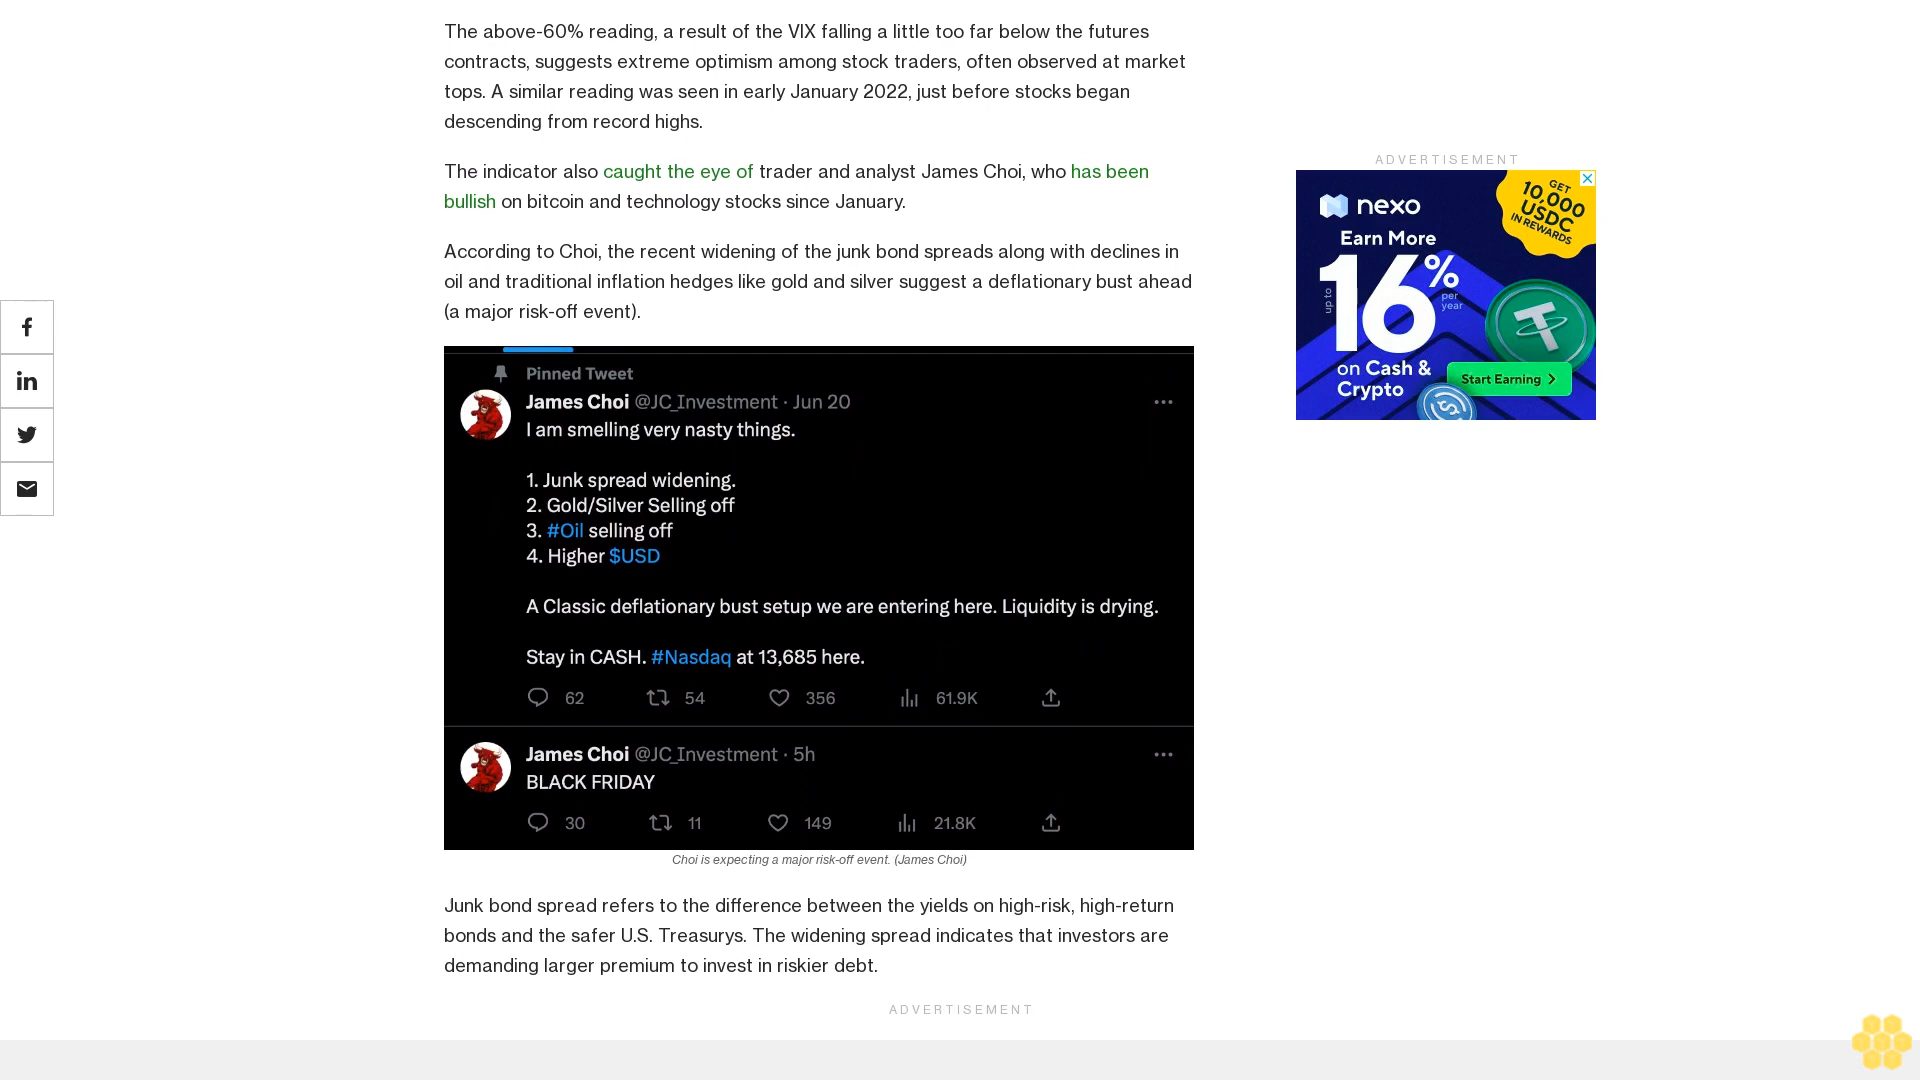 The above-60% reading, a result of the VIX falling a little too far below the futures
contracts, suggests extreme optimism among stock traders, often observed at market
tops. A similar reading was seen in early January 2022, just before stocks began
descending from record highs.
The indicator also caught the eye of trader and analyst James Choi, who has been
bullish on bitcoin and technology stocks since January.
According to Choi, the recent widening of the junk bond spreads along with declines in
oil and traditional inflation hedges like gold and silver suggest a deflationary bust ahead
(a major risk-off event).
Pinned Tweet
James Choi @JC_Investment · Jun 20
I am smelling very nasty things.
1. Junk spread widening.
2. Gold/Silver Selling off
3. #Oil selling off
4. Higher $USD
A Classic deflationary bust setup we are entering here. Liquidity is drying.
Stay in CASH. #Nasdaq at 13,685 here.
62 54 356 61.9K
James Choi @JC_Investment · 5h
BLACK FRIDAY
30 11 149 21.8K
Choi is expecting a major risk-off event. (James Choi)
Junk bond spread refers to the difference between the yields on high-risk, high-return
bonds and the safer U.S. Treasurys. The widening spread indicates that investors are
demanding larger premium to invest in riskier debt.
ADVERTISEMENT
ADVERTISEMENT
nexo
GET
10,000
USDC
IN REWARDS
Earn More
up to
16%
per
year
on Cash &
Crypto
Start Earning